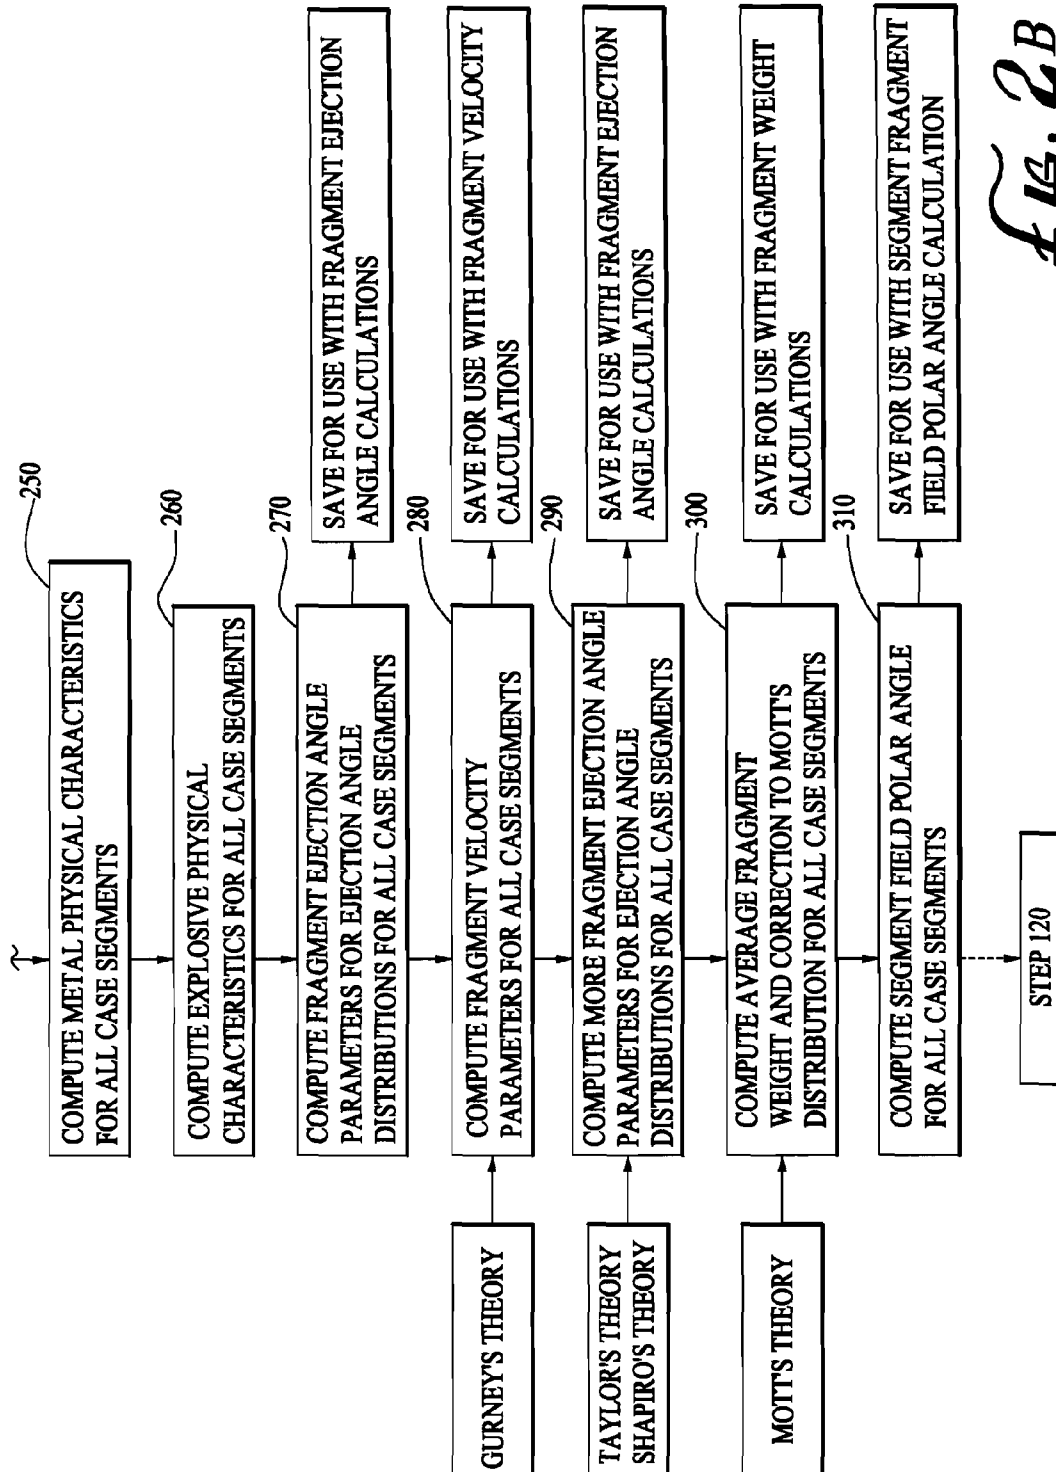 250
COMPUTE METAL PHYSICAL CHARACTERISTICS
FOR ALL CASE SEGMENTS
260
COMPUTE EXPLOSIVE PHYSICAL
CHARACTERISTICS FOR ALL CASE SEGMENTS
270
COMPUTE FRAGMENT EJECTION ANGLE
PARAMETERS FOR EJECTION ANGLE
DISTRIBUTIONS FOR ALL CASE SEGMENTS
SAVE FOR USE WITH FRAGMENT EJECTION
ANGLE CALCULATIONS
280
GURNEY'S THEORY
COMPUTE FRAGMENT VELOCITY
PARAMETERS FOR ALL CASE SEGMENTS
SAVE FOR USE WITH FRAGMENT VELOCITY
CALCULATIONS
290
TAYLOR'S THEORY
SHAPIRO'S THEORY
COMPUTE MORE FRAGMENT EJECTION ANGLE
PARAMETERS FOR EJECTION ANGLE
DISTRIBUTIONS FOR ALL CASE SEGMENTS
SAVE FOR USE WITH FRAGMENT EJECTION
ANGLE CALCULATIONS
300
MOTT'S THEORY
COMPUTE AVERAGE FRAGMENT
WEIGHT AND CORRECTION TO MOTT'S
DISTRIBUTION FOR ALL CASE SEGMENTS
SAVE FOR USE WITH FRAGMENT WEIGHT
CALCULATIONS
310
COMPUTE SEGMENT FIELD POLAR ANGLE
FOR ALL CASE SEGMENTS
SAVE FOR USE WITH SEGMENT FRAGMENT
FIELD POLAR ANGLE CALCULATION
STEP 120
FIG. 2B